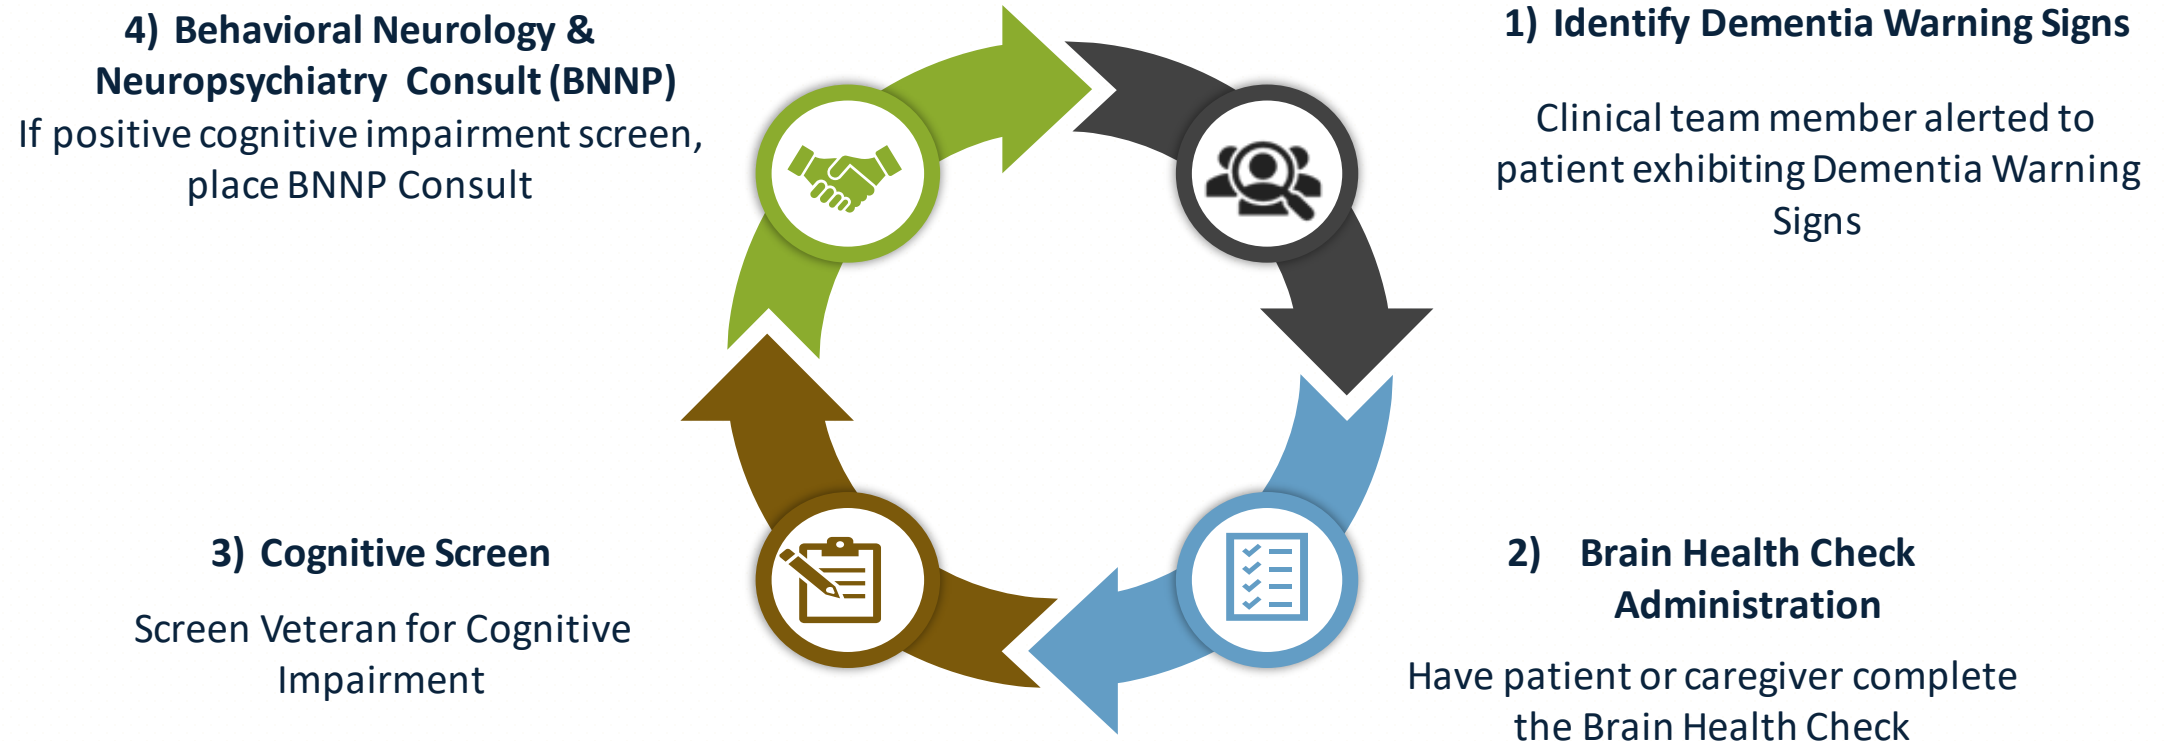 1) Identify Dementia Warning Signs
Clinical team member alerted to
patient exhibiting Dementia Warning
Signs
2) Brain Health Check
Administration
Have patient or caregiver complete
the Brain Health Check
3) Cognitive Screen
Screen Veteran for Cognitive
Impairment
4) Behavioral Neurology &
Neuropsychiatry Consult (BNNP)
If positive cognitive impairment screen,
place BNNP Consult